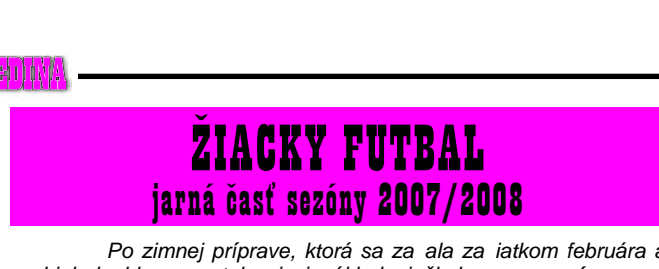 EDINA
ŽIACKY FUTBAL
jarná časť sezóny 2007/2008
Po zimnej príprave, ktorá sa za ala za iatkom februára a